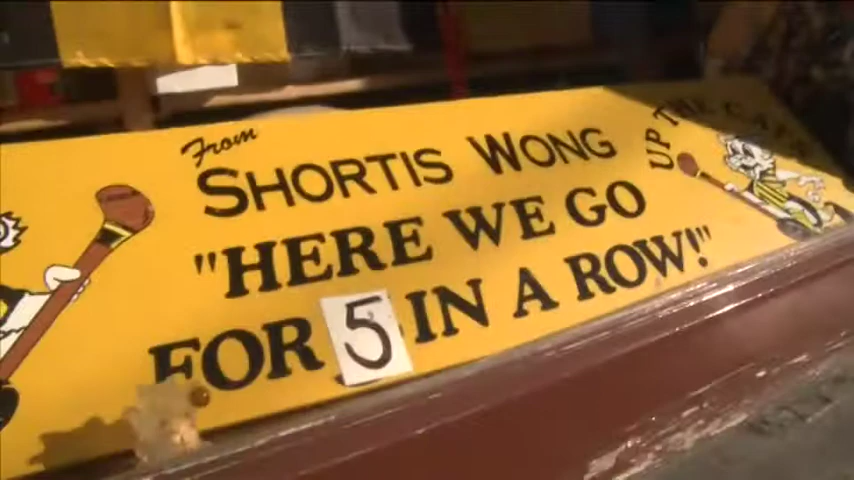 From
SHORTIS WONG
"HERE WE GO
FOR 5 IN A ROW!"
UP THE CATS